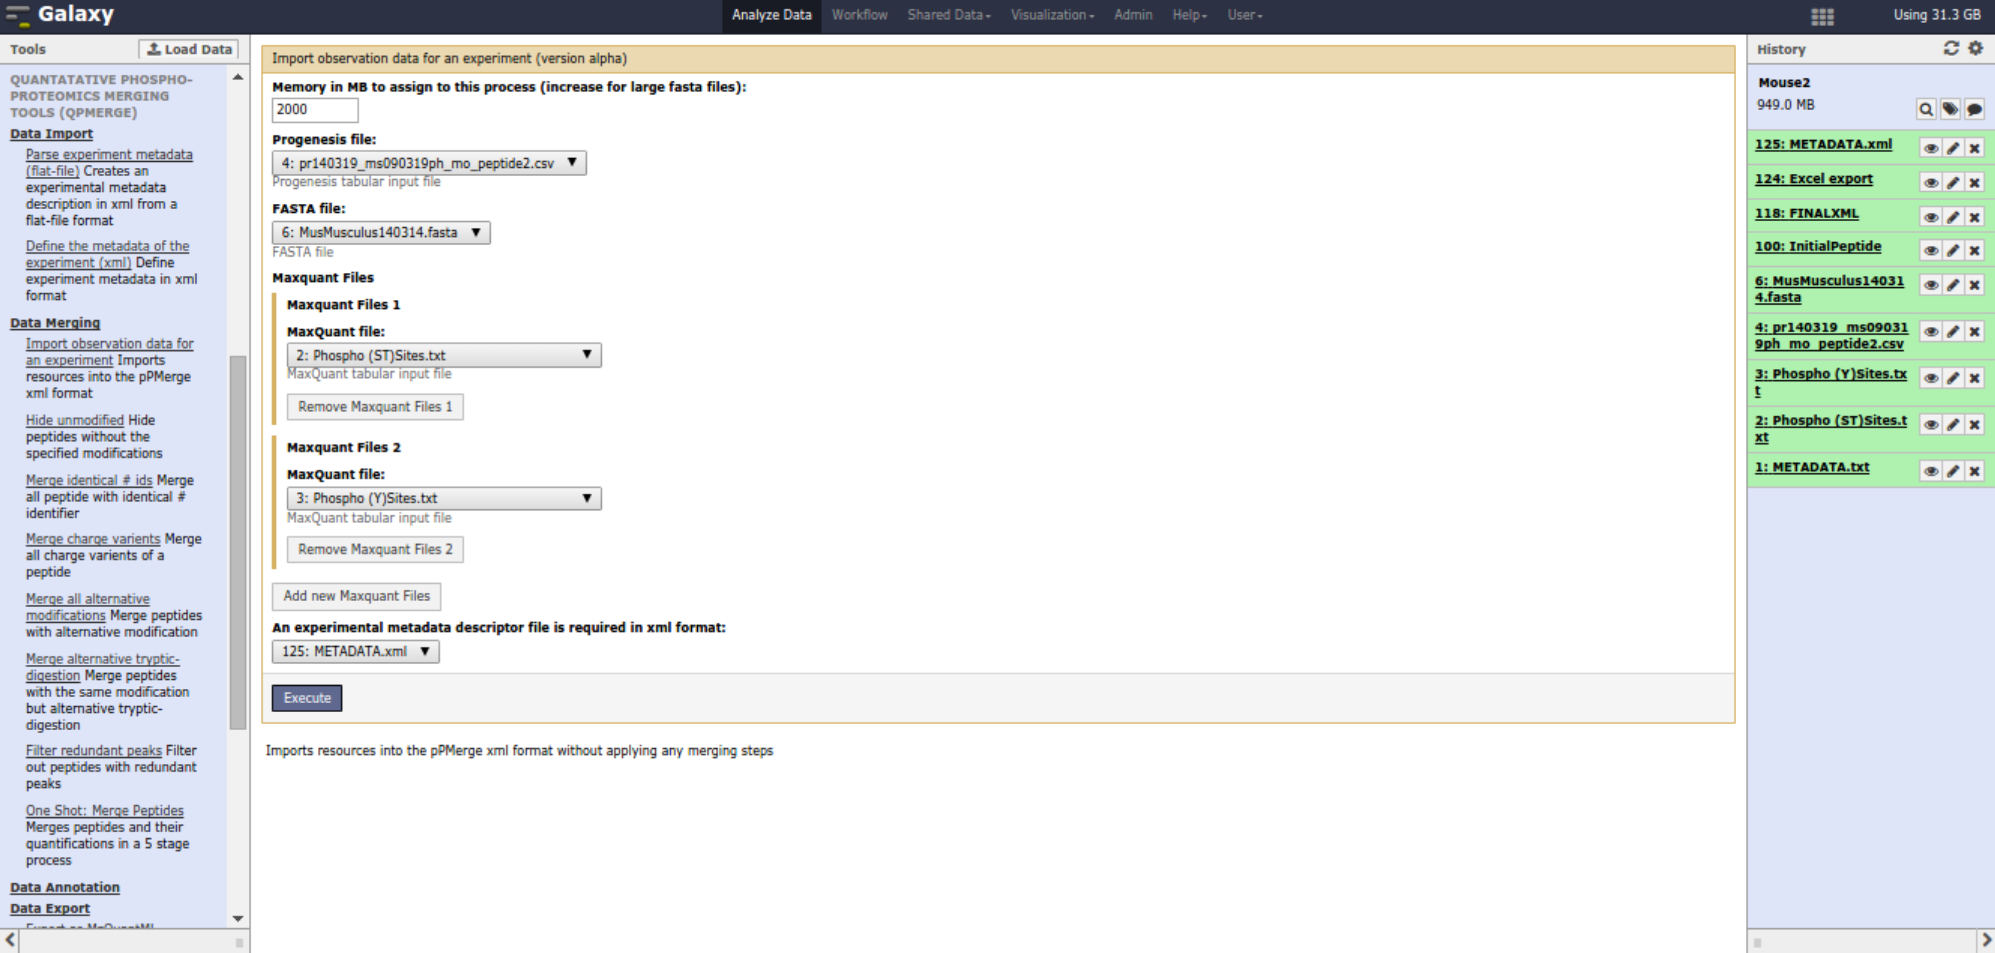 Galaxy
Analyze Data
Workflow
Shared Data
Visualization
Admin
Help
User
Using 31.3 GB
Tools
Load Data
QUANTATATIVE PHOSPHO-
PROTEOMICS MERGING
TOOLS (QPMERGE)
Data Import
Parse experiment metadata
(flat-file) Creates an
experimental metadata
description in xml from a
flat-file format
Define the metadata of the
experiment (xml) Define
experiment metadata in xml
format
Data Merging
Import observation data for
an experiment Imports
resources into the pPMerge
xml format
Hide unmodified Hide
peptides without the
specified modifications
Merge identical # ids Merge
all peptide with identical #
identifier
Merge charge varients Merge
all charge varients of a
peptide
Merge all alternative
modifications Merge peptides
with alternative modification
Merge alternative tryptic-
digestion Merge peptides
with the same modification
but alternative tryptic-
digestion
Filter redundant peaks Filter
out peptides with redundant
peaks
One Shot: Merge Peptides
Merges peptides and their
quantifications in a 5 stage
process
Data Annotation
Data Export
Import observation data for an experiment (version alpha)
Memory in MB to assign to this process (increase for large fasta files):
2000
Progenesis file:
4: pr140319_ms090319ph_mo_peptide2.csv
Progenesis tabular input file
FASTA file:
6: MusMusculus140314.fasta
FASTA file
Maxquant Files
Maxquant Files 1
MaxQuant file:
2: Phospho (ST)Sites.txt
MaxQuant tabular input file
Remove Maxquant Files 1
Maxquant Files 2
MaxQuant file:
3: Phospho (Y)Sites.txt
MaxQuant tabular input file
Remove Maxquant Files 2
Add new Maxquant Files
An experimental metadata descriptor file is required in xml format:
125: METADATA.xml
Execute
Imports resources into the pPMerge xml format without applying any merging steps
History
Mouse2
949.0 MB
125: METADATA.xml
124: Excel export
118: FINALXML
100: InitialPeptide
6: MusMusculus14031
4.fasta
4: pr140319_ms09031
9ph_mo_peptide2.csv
3: Phospho (Y)Sites.tx
t
2: Phospho (ST)Sites.t
xt
1: METADATA.txt